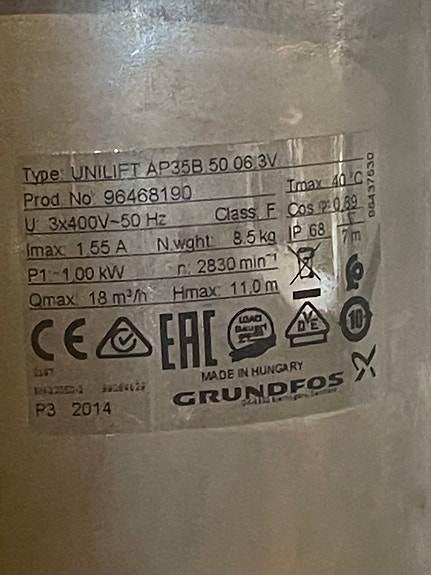 Type: UNILIFT AP35B.50.06.3V
Prod No: 96468190
Tmax 40°C
U: 3x400V~50 Hz Class. F Cos φ: 0,89
Imax: 1,55 A N.wght: 8,5 kg IP 68 7 m
P1 - 1,00 kW n: 2830 min⁻¹
Qmax: 18 m³/h Hmax: 11,0 m
96437630
CE EAC LGAC VDE 10
MADE IN HUNGARY
GRUNDFOS
P3 2014